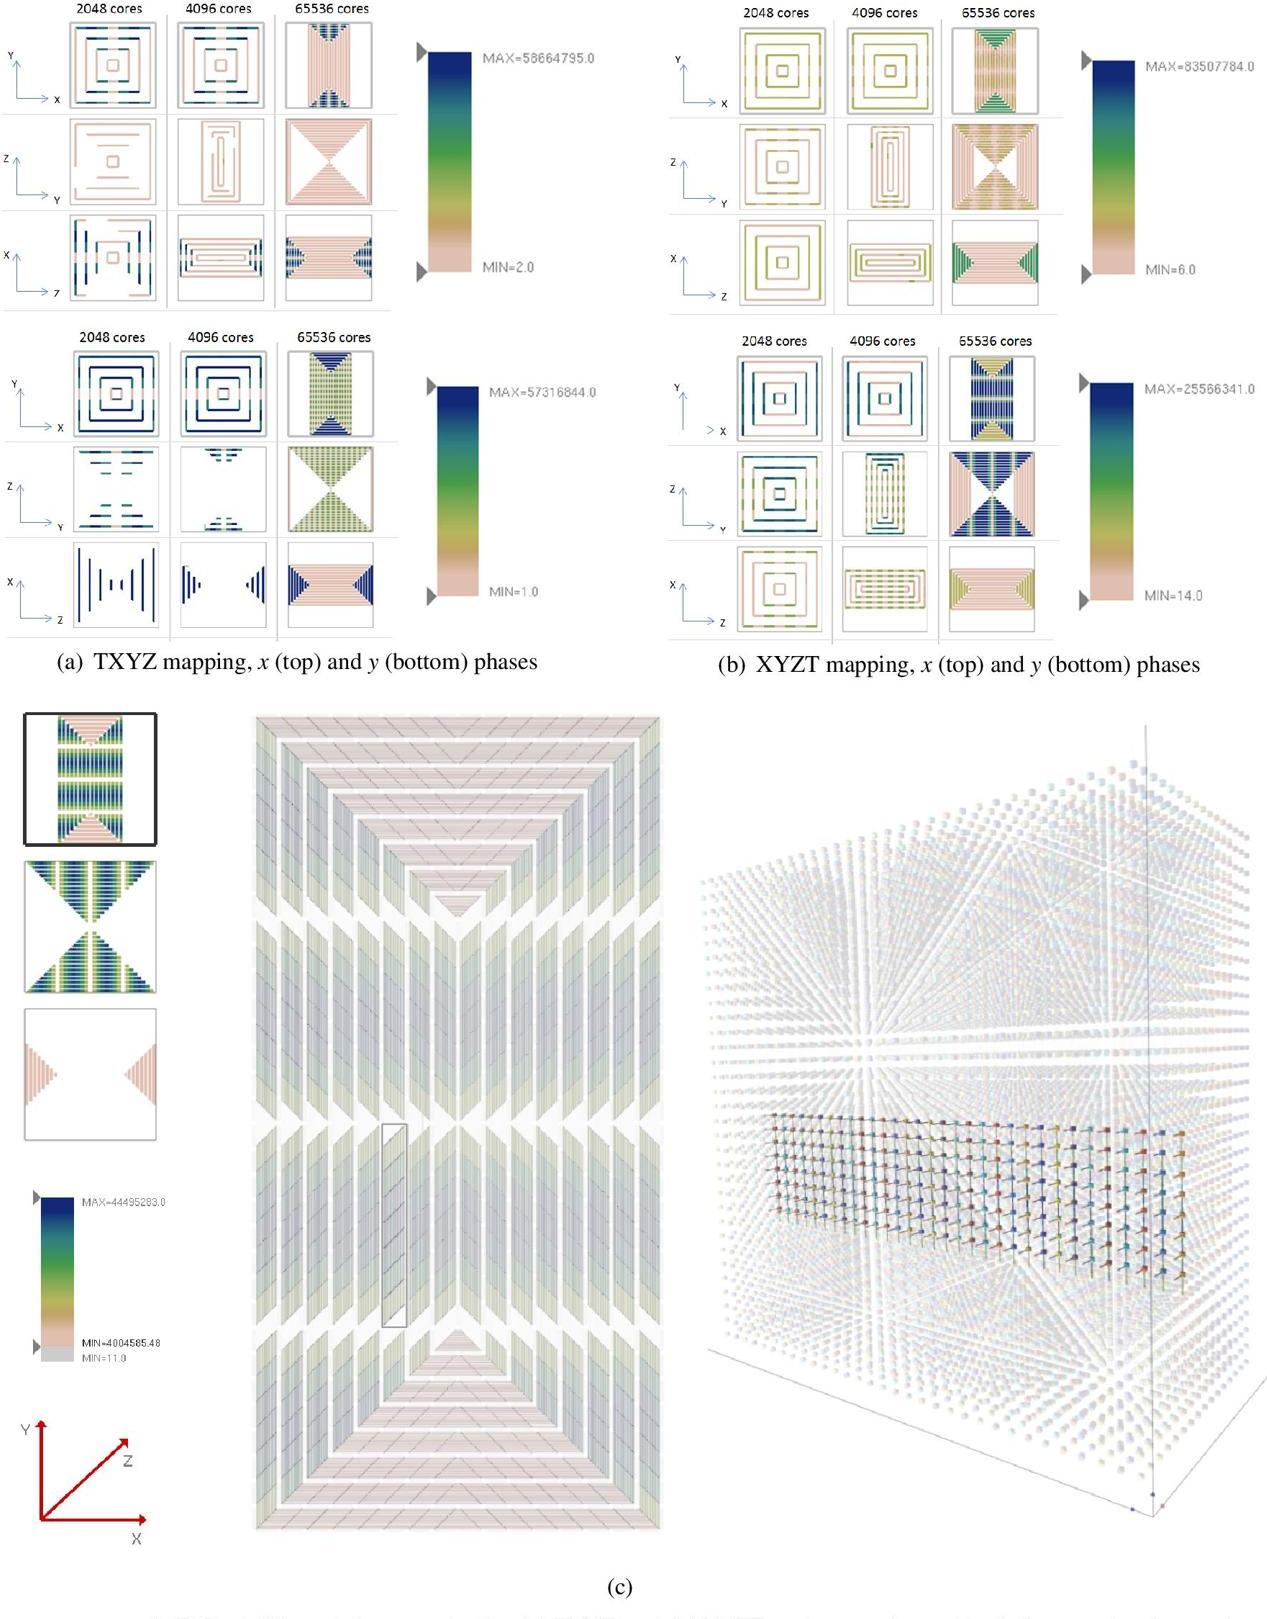 2048 cores 4096 cores 65536 cores
Y
X
Z
Y
X
7
MAX=58664795.0
MIN=2.0
2048 cores 4096 cores 65536 cores
Y
X
Z
Y
X
Z
MAX=57316844.0
MIN=1.0
(a) TXYZ mapping, x (top) and y (bottom) phases
2048 cores 4096 cores 65536 cores
Y
X
Z
Y
X
Z
MAX=83507784.0
MIN=6.0
2048 cores 4096 cores 65536 cores
Y
X
Z
Y
X
Z
MAX=25566341.0
MIN=14.0
(b) XYZT mapping, x (top) and y (bottom) phases
MAX=44495283.0
MIN=4004585.48
MIN=11.0
Y
Z
X
(c)